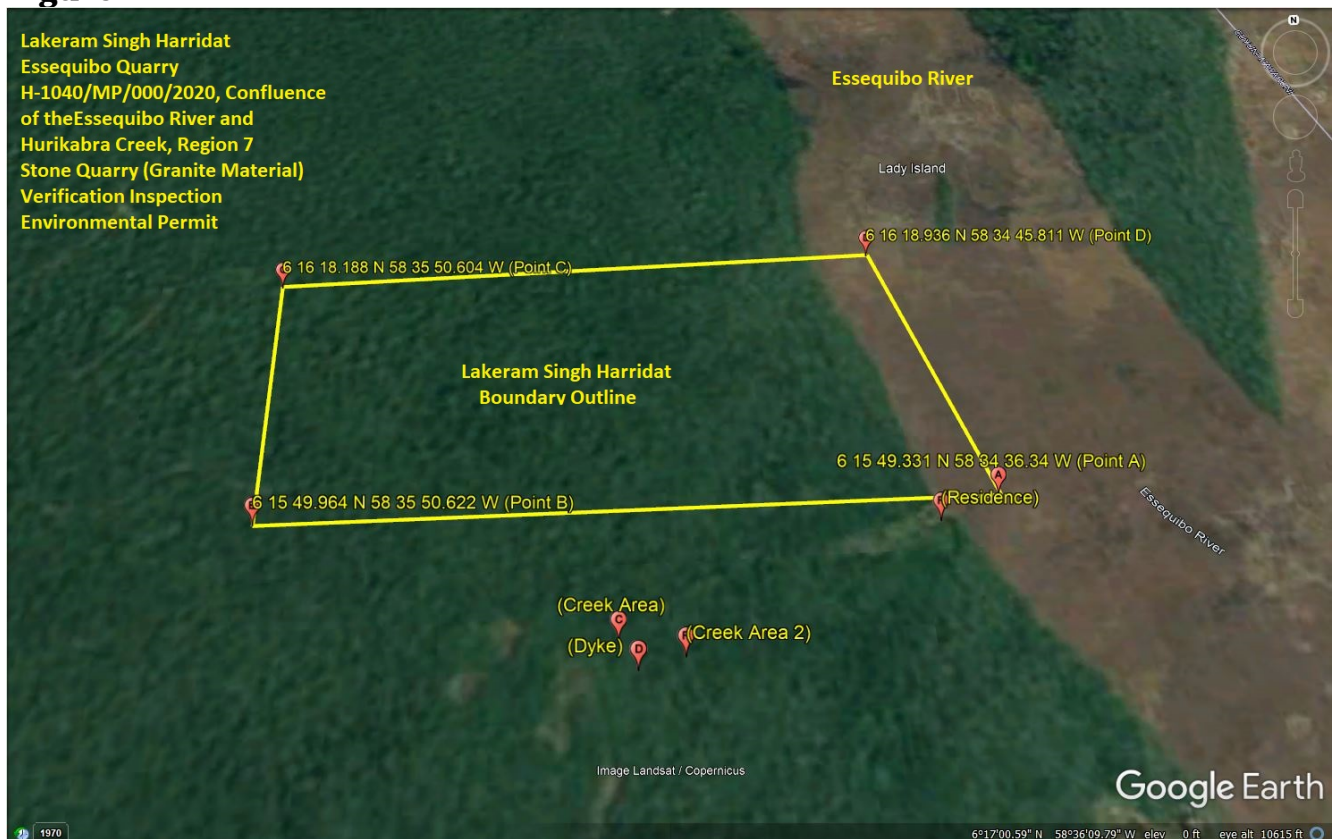 Lakeram Singh Harridat
Essequibo Quarry
H-1040/MP/000/2020, Confluence
of theEssequibo River and
Hurikabra Creek, Region 7
Stone Quarry (Granite Material)
Verification Inspection
Environmental Permit
Essequibo River
N
Lady Island
6 16 18.936 N 58 34 45.811 W (Point D)
6 16 18.188 N 58 35 50.604 W (Point C)
Lakeram Singh Harridat
Boundary Outline
6 15 49.331 N 58 34 36.34 W (Point A)
A
6 15 49.964 N 58 35 50.622 W (Point B)
(Residence)
Essequibo River
(Creek Area)
C
(Creek Area 2)
(Dyke)
D
Image Landsat / Copernicus
Google Earth
1970
6°17'00.59" N 58°36'09.79" W elev 0 ft eye alt 10615 ft